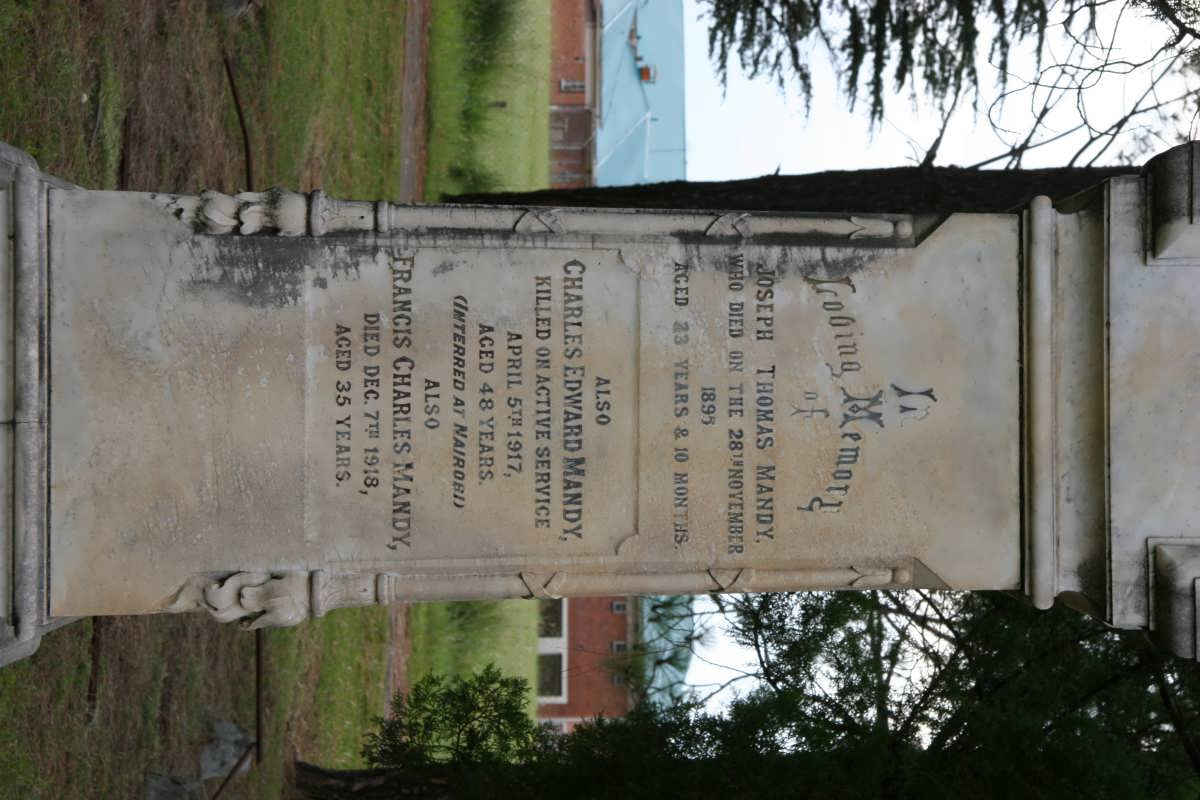 In
Loving Memory
of
JOSEPH THOMAS MANDY.
WHO DIED ON THE 28TH NOVEMBER
1895
AGED 23 YEARS & 10 MONTHS.
ALSO
CHARLES EDWARD MANDY,
KILLED ON ACTIVE SERVICE
APRIL 5TH 1917,
AGED 48 YEARS.
(INTERRED AT NAIROBI)
ALSO
FRANCIS CHARLES MANDY,
DIED DEC. 7TH 1918,
AGED 35 YEARS.